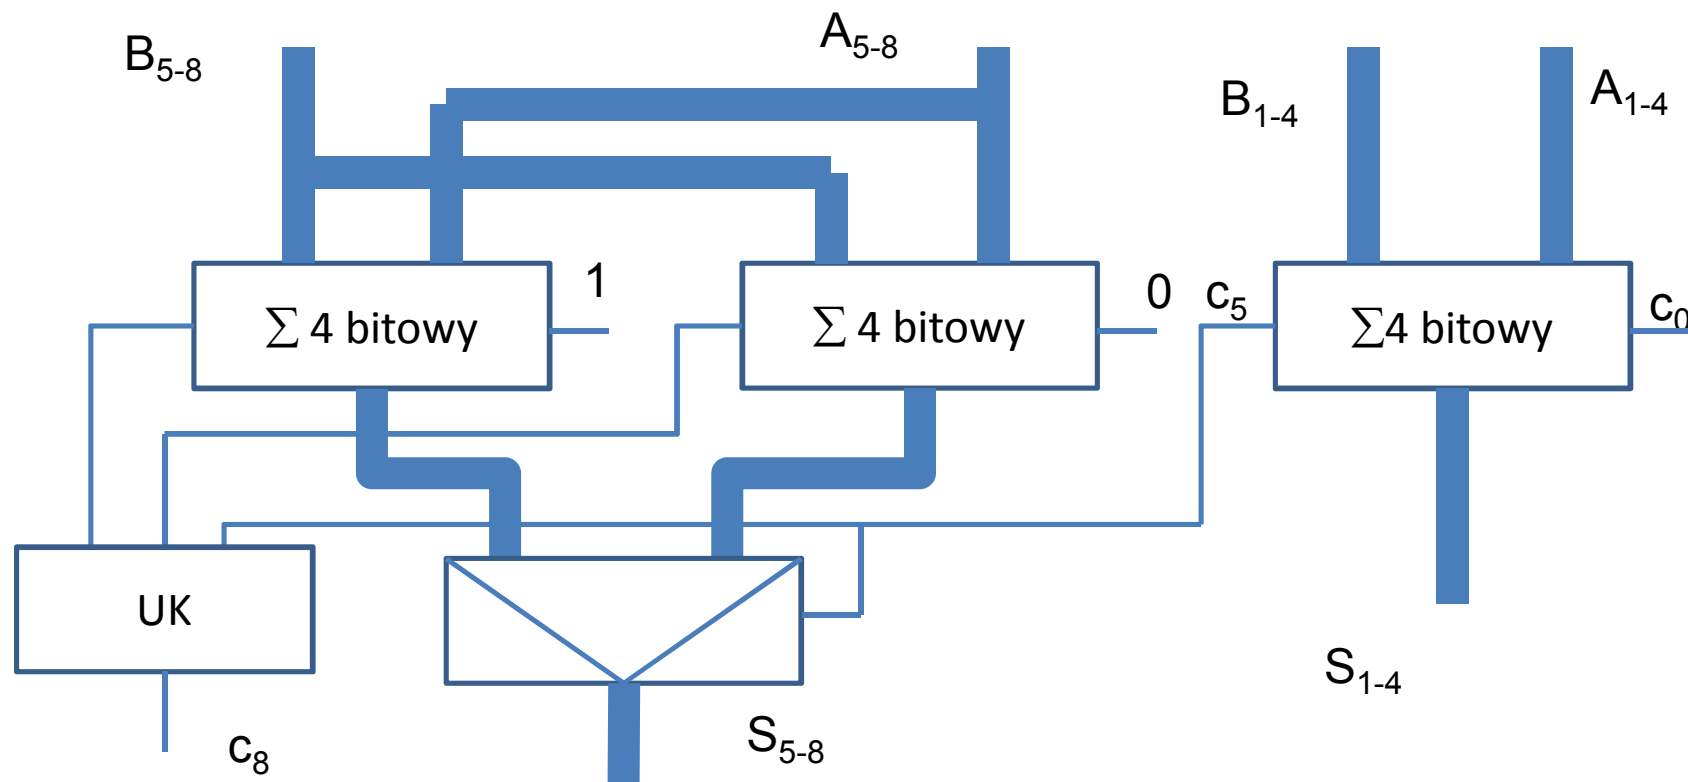 B5-8
A5-8
B1-4
A1-4
∑ 4 bitowy
1
∑ 4 bitowy
0
c5
∑4 bitowy
c0
UK
c8
S5-8
S1-4